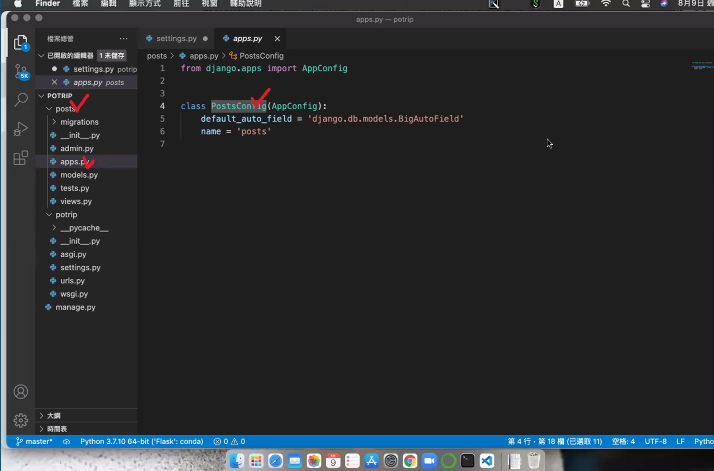 Finder 檔案 編輯 顯示方式 前往 視窗 輔助說明
A
8月9日 週
apps.py — potrip
檔案總管 ···
settings.py
apps.py
已開啟的編輯器 1 未儲存
settings.py potrip
apps.py posts
posts > apps.py > PostsConfig
POTRIP
posts
migrations
__init__.py
admin.py
apps.py
models.py
tests.py
views.py
potrip
__pycache__
__init__.py
asgi.py
settings.py
urls.py
wsgi.py
manage.py
大綱
時間表
1
5K
1 from django.apps import AppConfig
2
3
4 class PostsConfig(AppConfig):
5 default_auto_field = 'django.db.models.BigAutoField'
6 name = 'posts'
7
master* Python 3.7.10 64-bit ('Flask': conda) 0 0 第 4 行，第 18 欄 (已選取 11) 空格: 4 UTF-8 LF Python
9